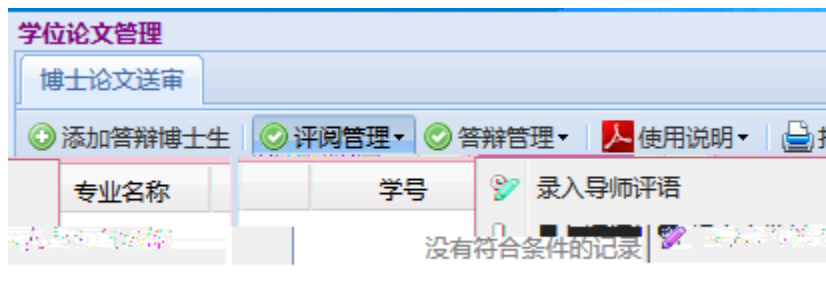 学位论文管理
博士论文送审
添加答辩博士生 评阅管理 答辩管理 使用说明
专业名称 学号 录入导师评语
没有符合条件的记录